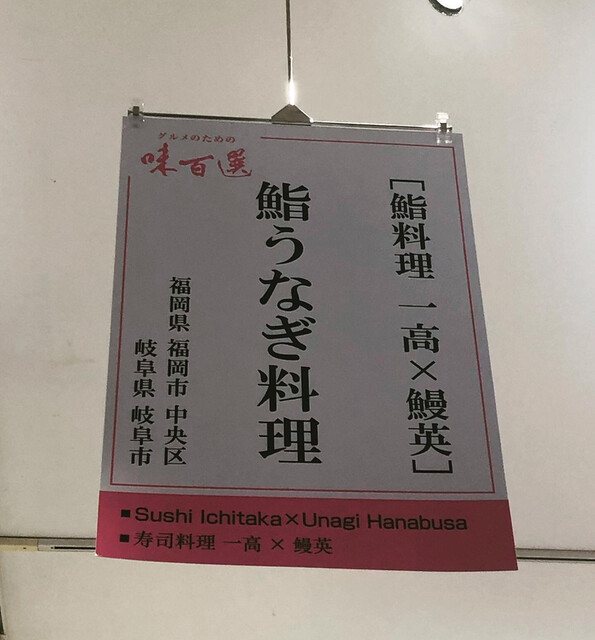 グルメのための
味百選
［鮨料理 一高×鰻英］
鮨うなぎ料理
福岡県 福岡市 中央区
岐阜県 岐阜市
■Sushi Ichitaka×Unagi Hanabusa
■寿司料理 一高 × 鰻英